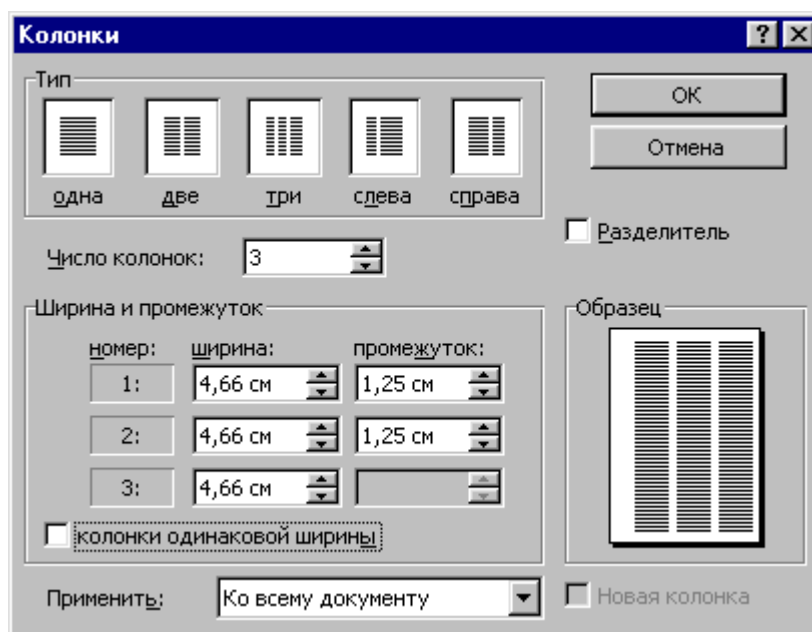 Колонки
Тип
одна две три слева справа
ОК
Отмена
Разделитель
Число колонок: 3
Ширина и промежуток
номер: ширина: промежуток:
1: 4,66 см 1,25 см
2: 4,66 см 1,25 см
3: 4,66 см
колонки одинаковой ширины
Образец
Применить: Ко всему документу
Новая колонка